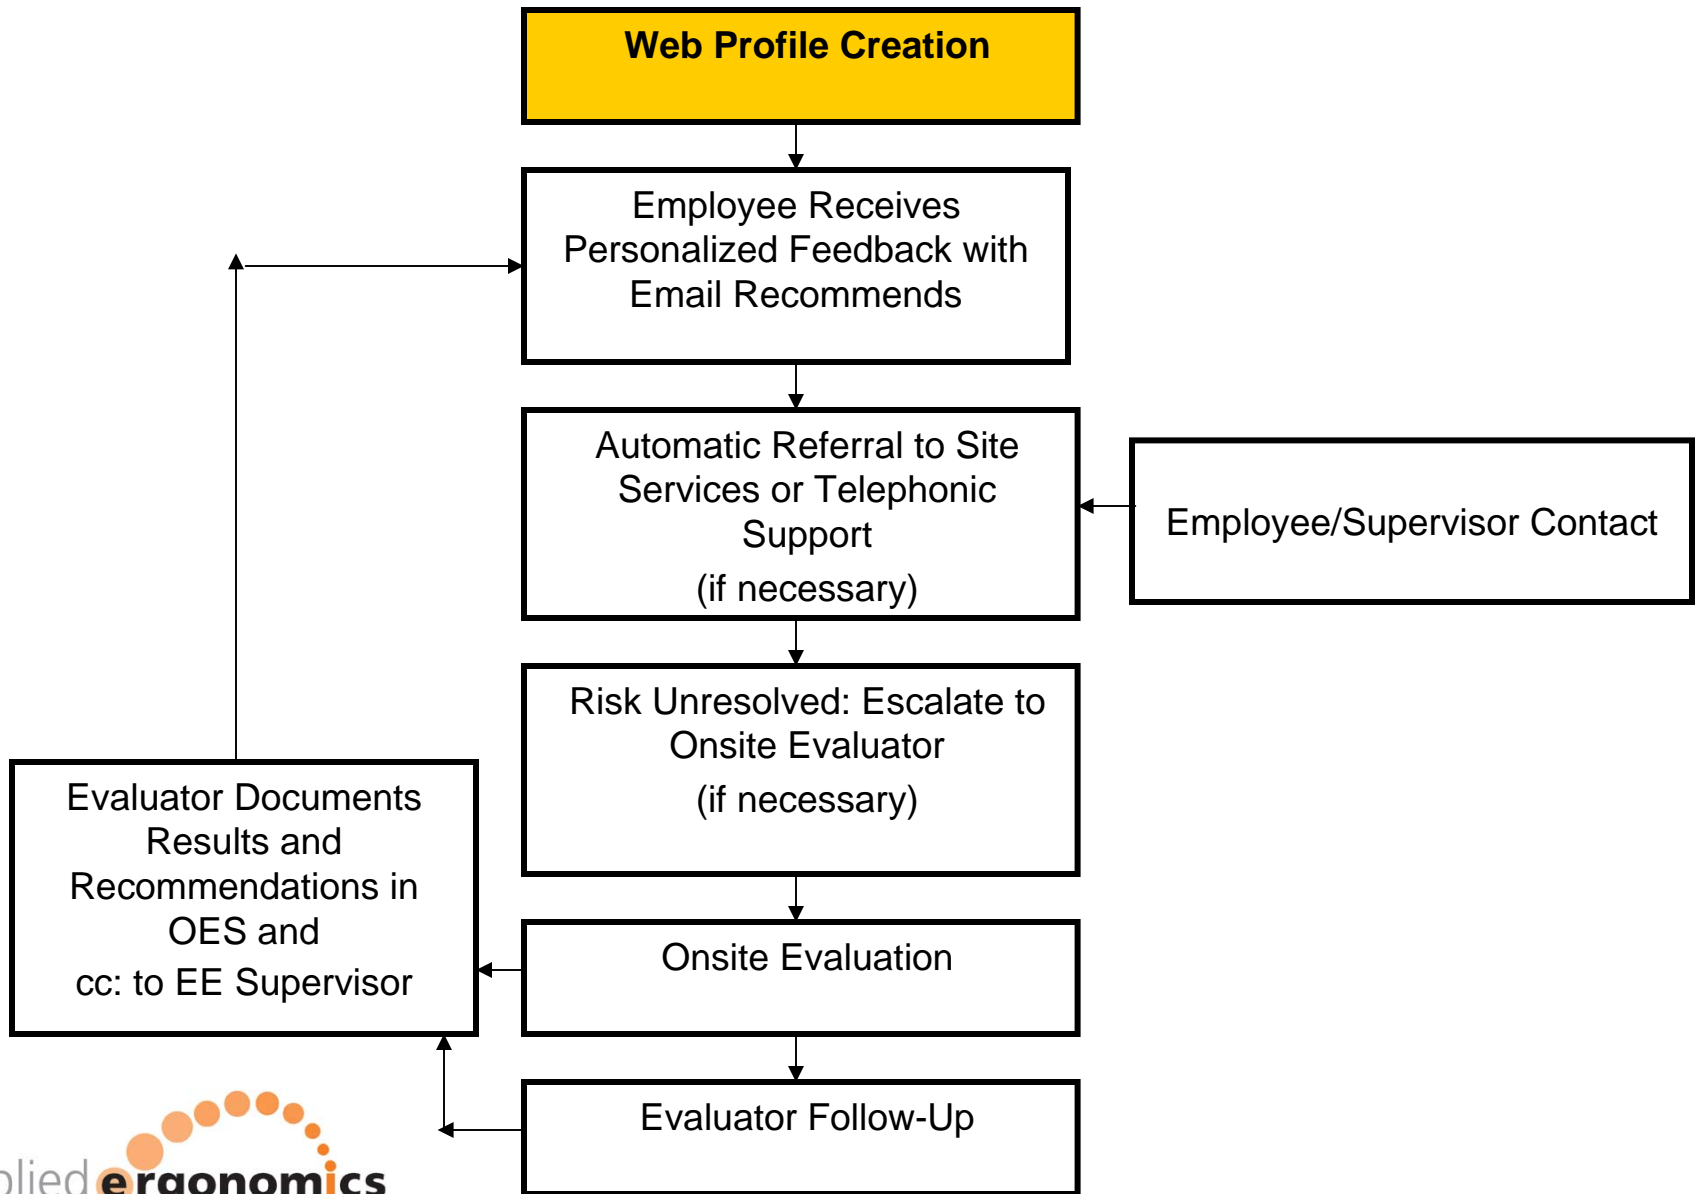 Web Profile Creation
Employee Receives
Personalized Feedback with
Email Recommends
Automatic Referral to Site
Services or Telephonic
Support
(if necessary)
Employee/Supervisor Contact
Risk Unresolved: Escalate to
Onsite Evaluator
(if necessary)
Evaluator Documents
Results and
Recommendations in
OES and
cc: to EE Supervisor
Onsite Evaluation
Evaluator Follow-Up
ergonomics